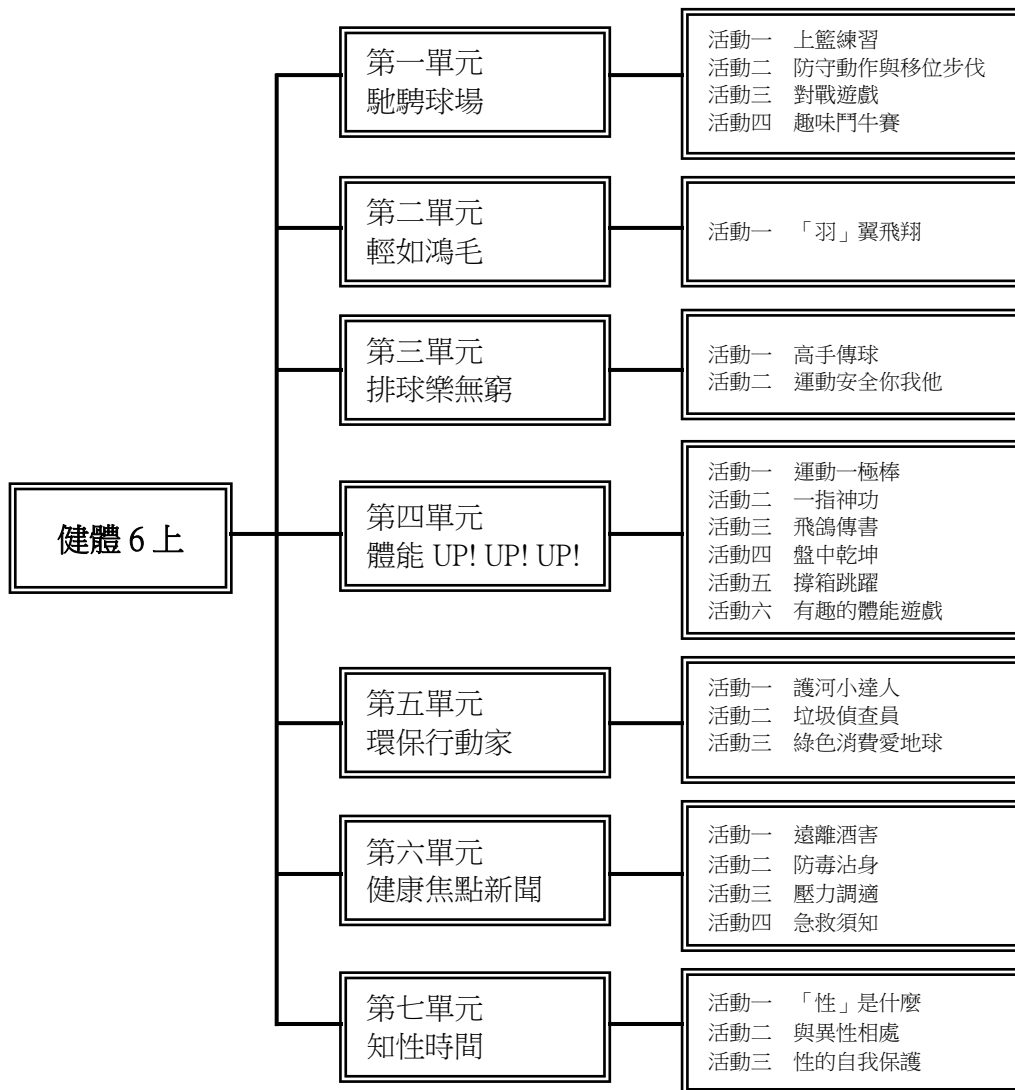 健體 6 上
第一單元
馳騁球場
活動一　上籃練習
活動二　防守動作與移位步伐
活動三　對戰遊戲
活動四　趣味鬥牛賽
第二單元
輕如鴻毛
活動一　「羽」翼飛翔
第三單元
排球樂無窮
活動一　高手傳球
活動二　運動安全你我他
第四單元
體能 UP! UP! UP!
活動一　運動一極棒
活動二　一指神功
活動三　飛鴿傳書
活動四　盤中乾坤
活動五　撐箱跳躍
活動六　有趣的體能遊戲
第五單元
環保行動家
活動一　護河小達人
活動二　垃圾偵查員
活動三　綠色消費愛地球
第六單元
健康焦點新聞
活動一　遠離酒害
活動二　防毒沾身
活動三　壓力調適
活動四　急救須知
第七單元
知性時間
活動一　「性」是什麼
活動二　與異性相處
活動三　性的自我保護